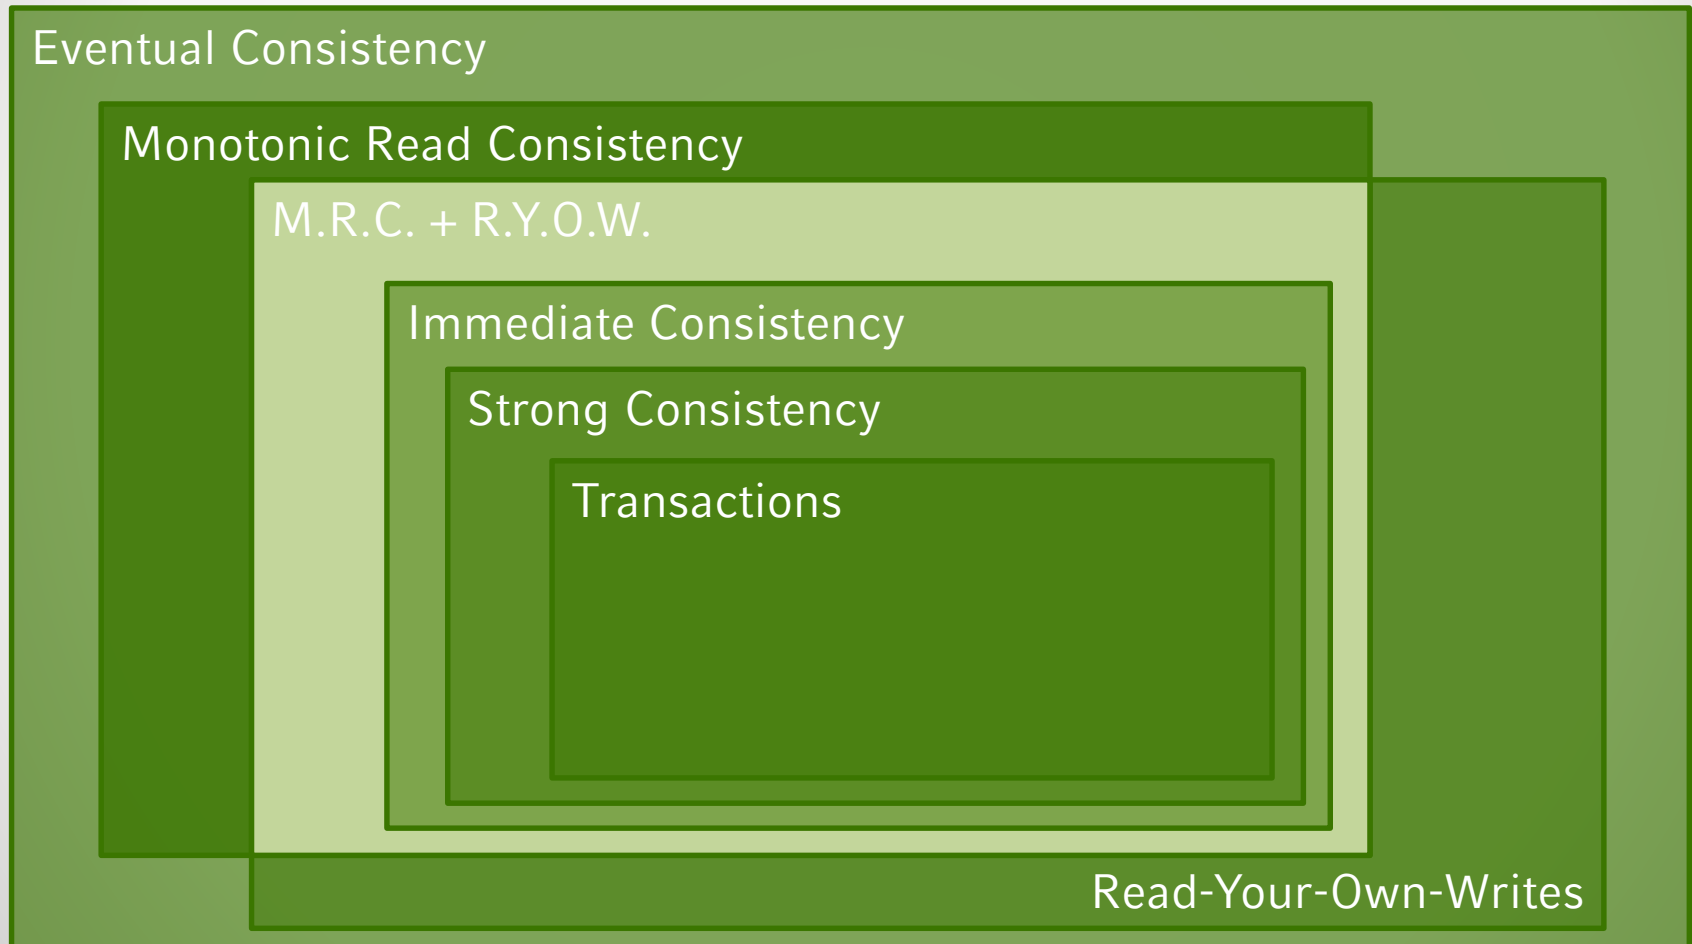 Eventual Consistency
Monotonic Read Consistency
M.R.C. + R.Y.O.W.
Immediate Consistency
Strong Consistency
Transactions
Read-Your-Own-Writes